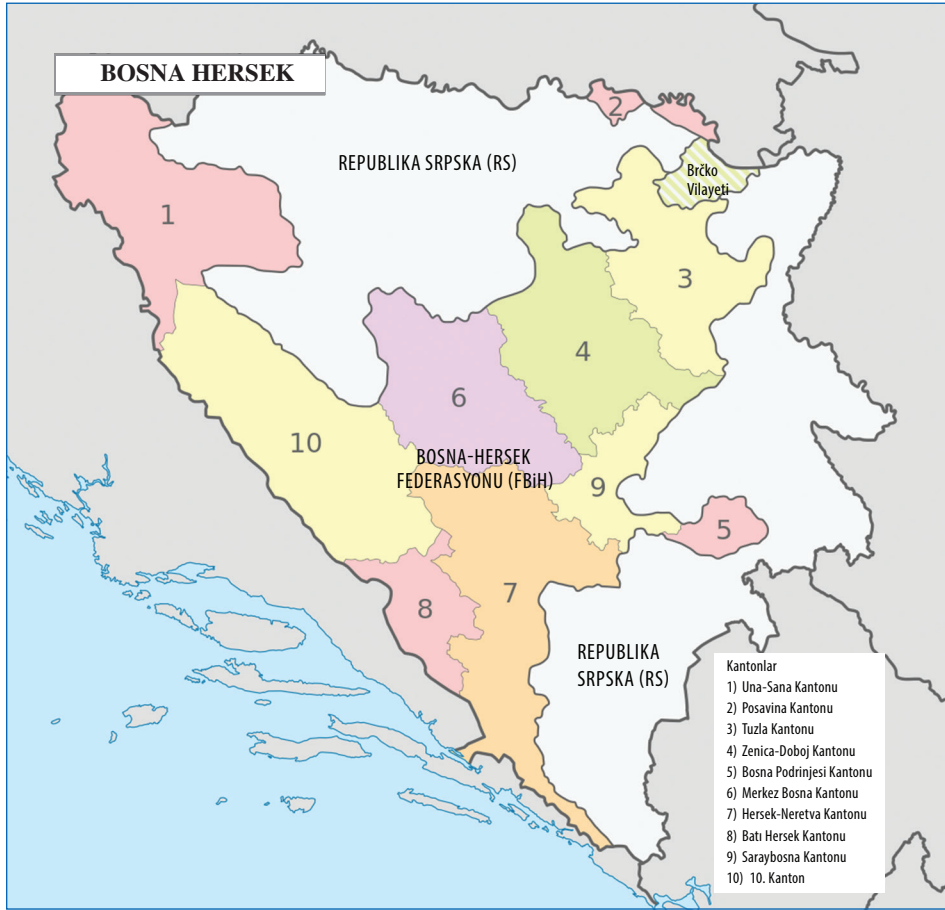 BOSNA HERSEK
2
REPUBLIKA SRPSKA (RS)
Brčko
Vilayeti
1
3
4
6
10
BOSNA-HERSEK
FEDERASYONU (FBiH)
9
5
7
8
REPUBLIKA
SRPSKA (RS)
Kantonlar
1) Una-Sana Kantonu
2) Posavina Kantonu
3) Tuzla Kantonu
4) Zenica-Doboj Kantonu
5) Bosna Podrinjesi Kantonu
6) Merkez Bosna Kantonu
7) Hersek-Neretva Kantonu
8) Batı Hersek Kantonu
9) Saraybosna Kantonu
10) 10. Kanton